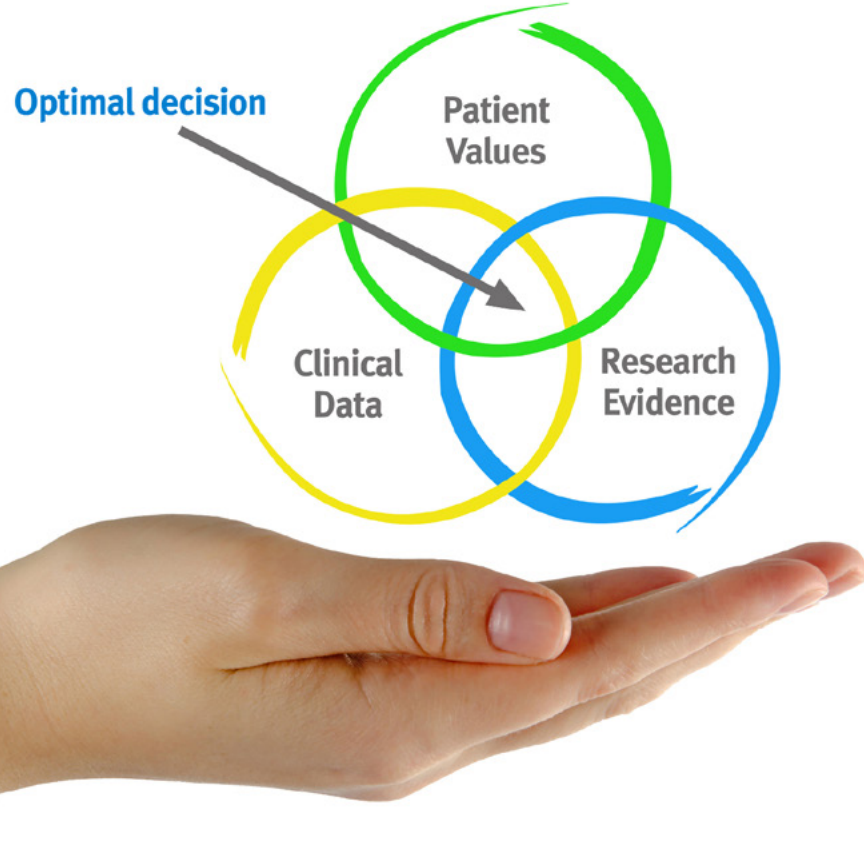 Optimal decision
Patient
Values
Clinical
Data
Research
Evidence